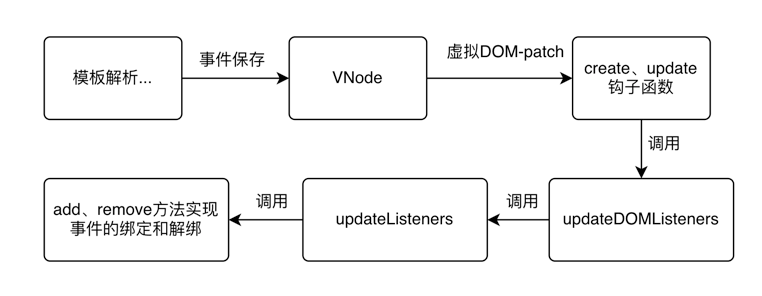 模板解析...
事件保存
VNode
虚拟DOM-patch
create、update
钩子函数
调用
updateDOMListeners
调用
updateListeners
调用
add、remove方法实现
事件的绑定和解绑